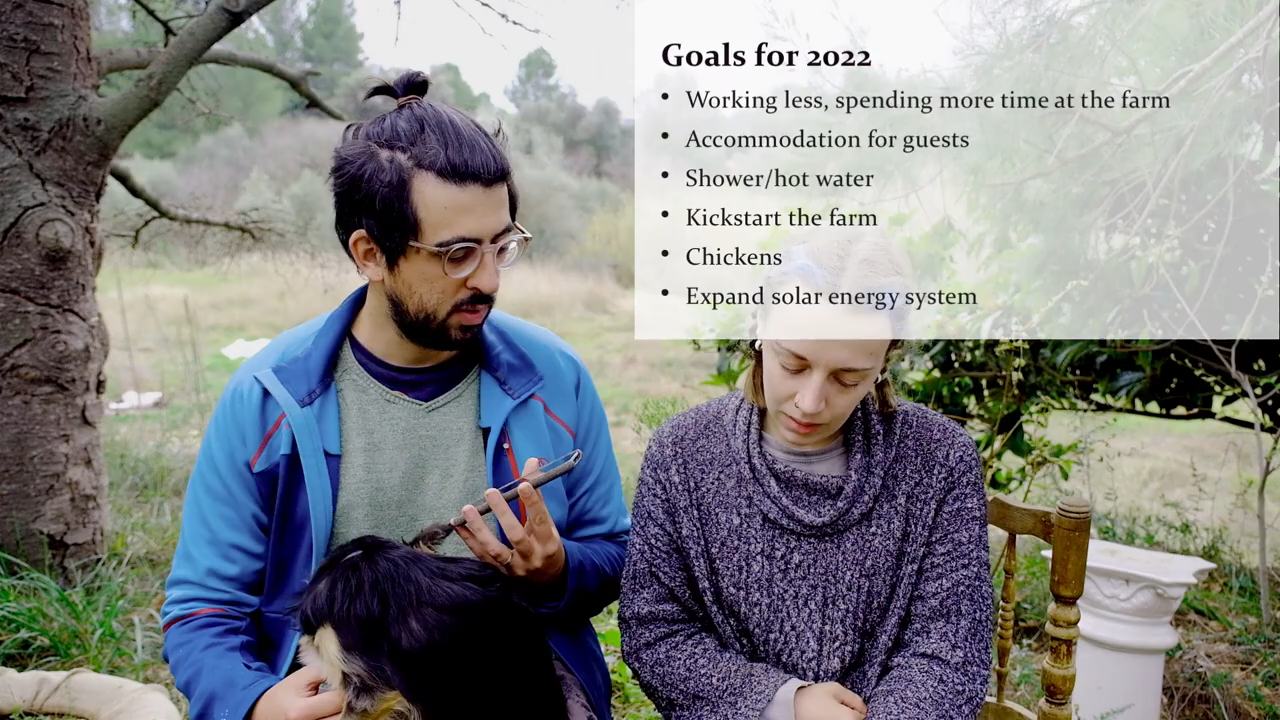 Goals for 2022
• Working less, spending more time at the farm
• Accommodation for guests
• Shower/hot water
• Kickstart the farm
• Chickens
• Expand solar energy system